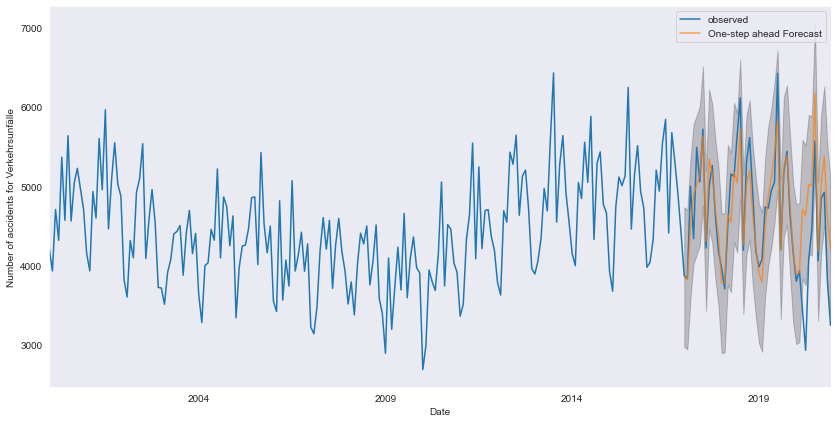 observed
One-step ahead Forecast
Number of accidents for Verkehrsunfälle
7000
6000
5000
4000
3000
2004
2009
2014
2019
Date